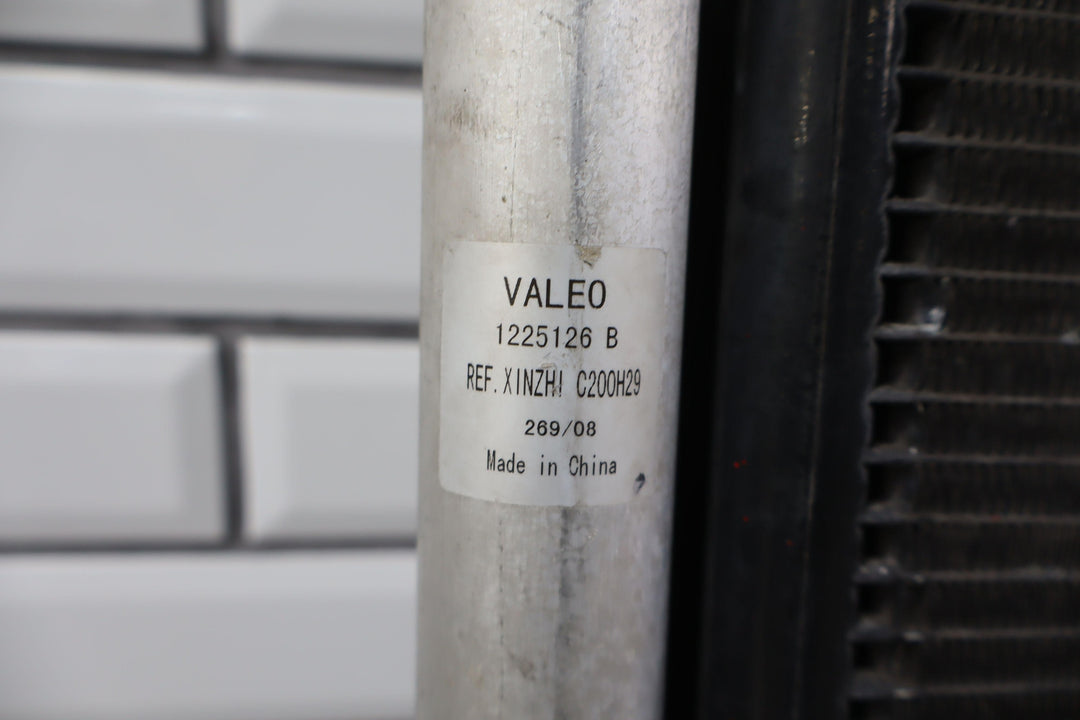 VALEO
1225126 B
REF. XINZHI C200H29
269/08
Made in China